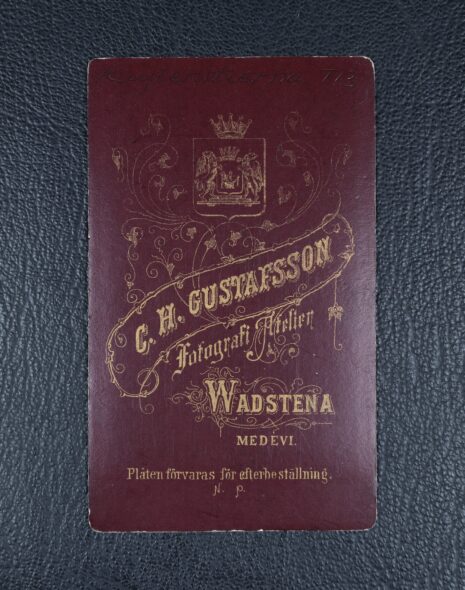 C. H. GUSTAFSSON
Fotografi Atelier
WADSTENA
MEDEVI.
Plåten förvaras för efterbeställning.
N. p.